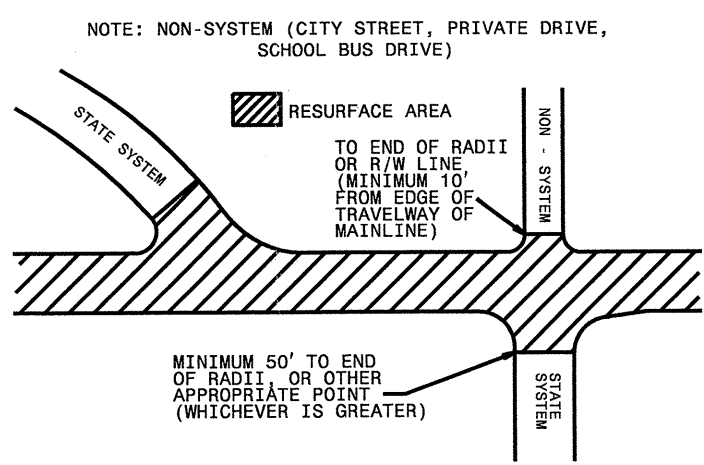 NOTE: NON-SYSTEM (CITY STREET, PRIVATE DRIVE,
SCHOOL BUS DRIVE)
STATE SYSTEM
RESURFACE AREA
TO END OF RADII
OR R/W LINE
(MINIMUM 10'
FROM EDGE OF
TRAVELWAY OF
MAINLINE)
NON - SYSTEM
MINIMUM 50' TO END
OF RADII, OR OTHER
APPROPRIATE POINT
(WHICHEVER IS GREATER)
STATE
SYSTEM